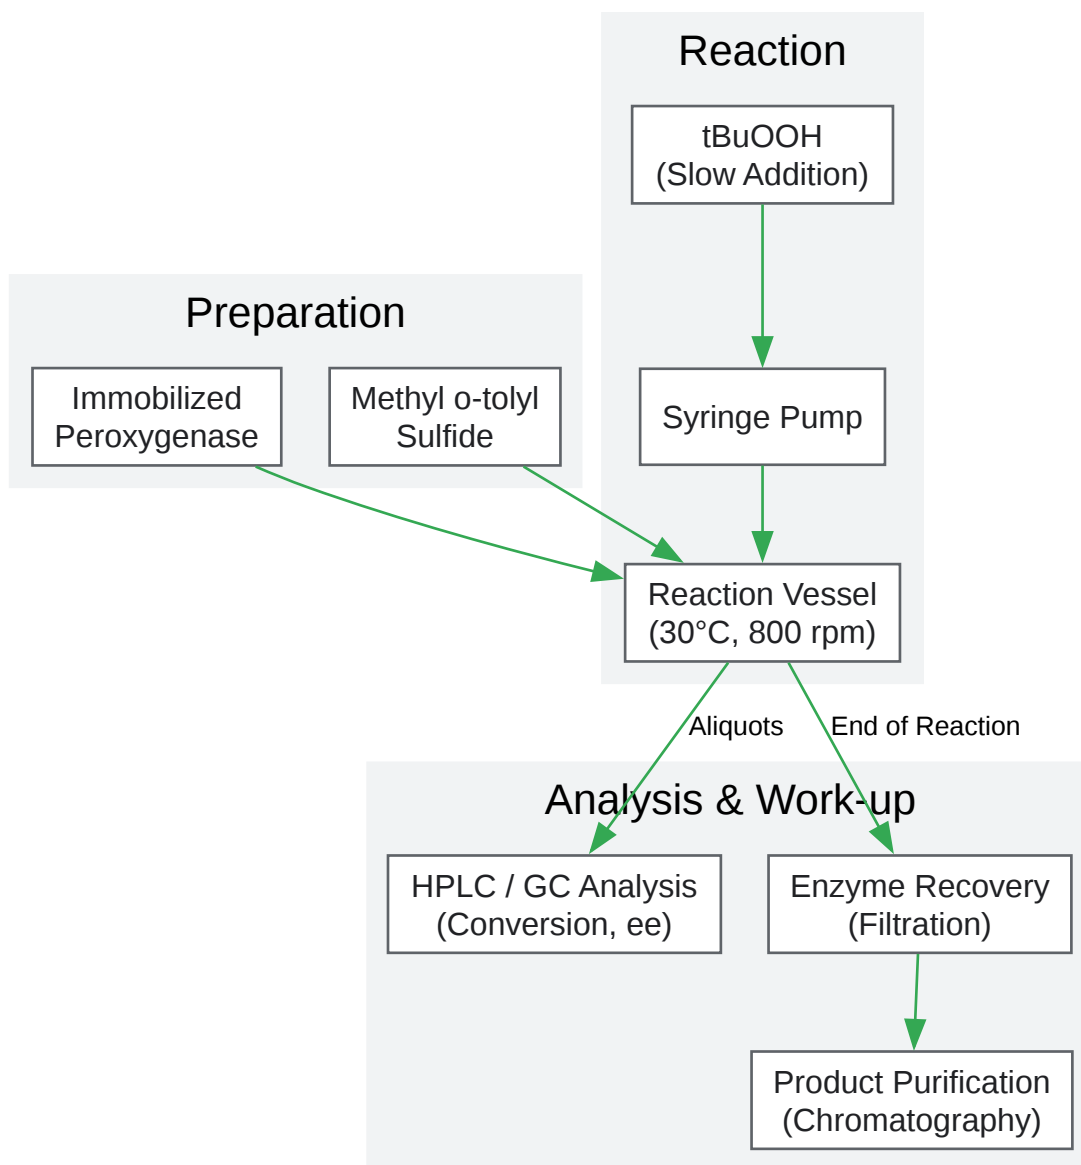 Reaction
tBuOOH
(Slow Addition)
Preparation
Immobilized
Peroxygenase
Methyl o-tolyl
Sulfide
Syringe Pump
Reaction Vessel
(30°C, 800 rpm)
Aliquots
End of Reaction
Analysis & Work-up
HPLC / GC Analysis
(Conversion, ee)
Enzyme Recovery
(Filtration)
Product Purification
(Chromatography)